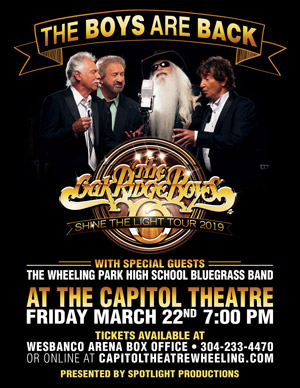 THE BOYS ARE BACK
The
Oak Ridge Boys
SHINE THE LIGHT TOUR 2019
WITH SPECIAL GUESTS
THE WHEELING PARK HIGH SCHOOL BLUEGRASS BAND
AT THE CAPITOL THEATRE
FRIDAY MARCH 22ND 7:00 PM
TICKETS AVAILABLE AT
WESBANCO ARENA BOX OFFICE • 304-233-4470
OR ONLINE AT CAPITOLTHEATREWHEELING.COM
PRESENTED BY SPOTLIGHT PRODUCTIONS